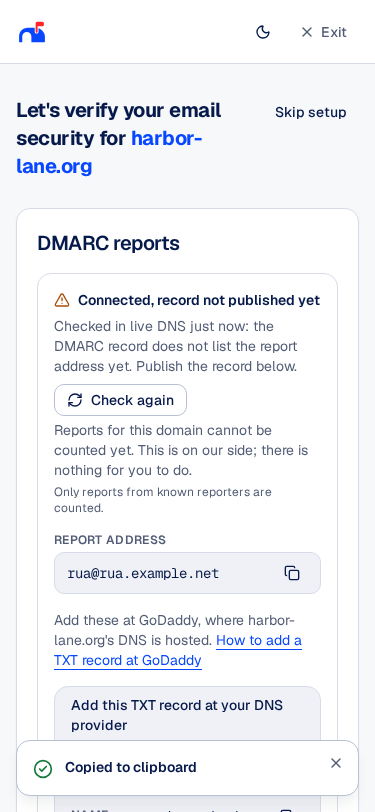 Exit
Let's verify your email
security for harbor-
lane.org
Skip setup
DMARC reports
Connected, record not published yet
Checked in live DNS just now: the
DMARC record does not list the report
address yet. Publish the record below.
Check again
Reports for this domain cannot be
counted yet. This is on our side; there is
nothing for you to do.
Only reports from known reporters are
counted.
REPORT ADDRESS
rua@rua.example.net
Add these at GoDaddy, where harbor-
lane.org's DNS is hosted. How to add a
TXT record at GoDaddy
Add this TXT record at your DNS
provider
Copied to clipboard